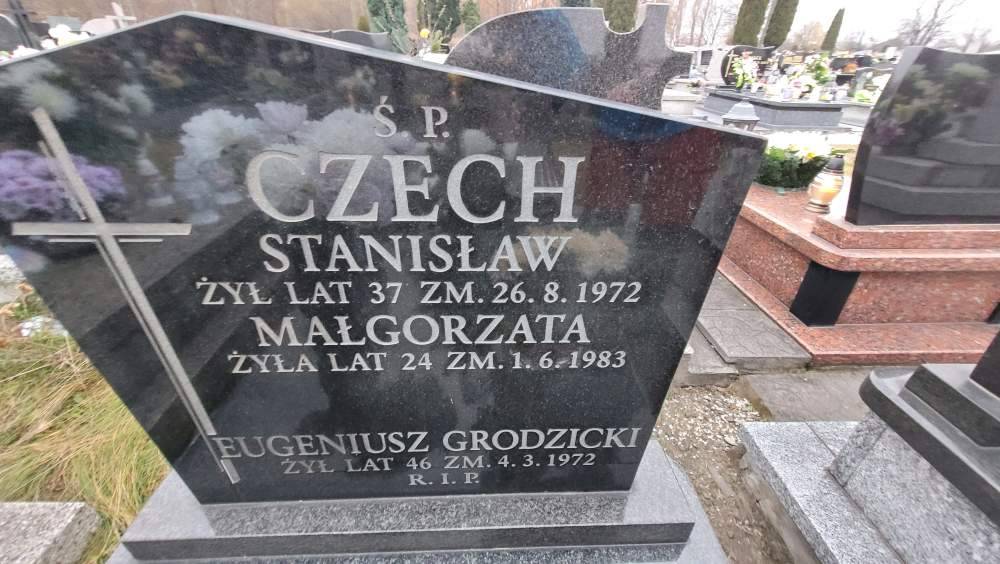 Ś. P.
CZECH
STANISŁAW
ŻYŁ LAT 37 ZM. 26. 8. 1972
MAŁGORZATA
ŻYŁA LAT 24 ZM. 1. 6. 1983
EUGENIUSZ GRODZICKI
ŻYŁ LAT 46 ZM. 4. 3. 1972
R. I. P.